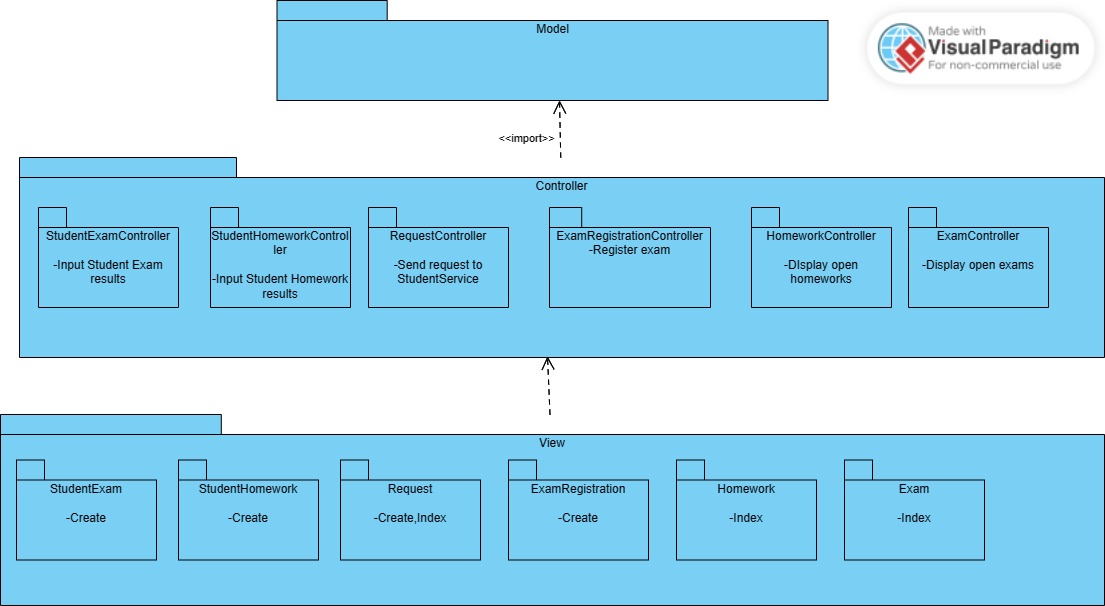 Model
Made with
Visual Paradigm
For non-commercial use
<<import>>
Controller
StudentExamController
-Input Student Exam
results
StudentHomeworkControl
ler
-Input Student Homework
results
RequestController
-Send request to
StudentService
ExamRegistrationController
-Register exam
HomeworkController
-DIsplay open
homeworks
ExamController
-Display open exams
View
StudentExam
-Create
StudentHomework
-Create
Request
-Create,Index
ExamRegistration
-Create
Homework
-Index
Exam
-Index